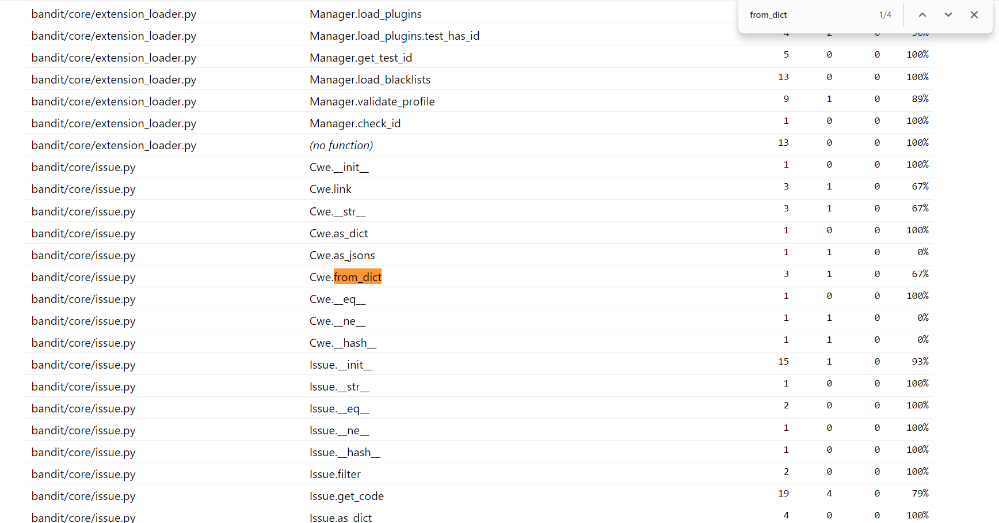 from_dict 1/4
bandit/core/extension_loader.py Manager.load_plugins
bandit/core/extension_loader.py Manager.load_plugins.test_has_id
bandit/core/extension_loader.py Manager.get_test_id 5 0 0 100%
bandit/core/extension_loader.py Manager.load_blacklists 13 0 0 100%
bandit/core/extension_loader.py Manager.validate_profile 9 1 0 89%
bandit/core/extension_loader.py Manager.check_id 1 0 0 100%
bandit/core/extension_loader.py (no function) 13 0 0 100%
bandit/core/issue.py Cwe.__init__ 1 0 0 100%
bandit/core/issue.py Cwe.link 3 1 0 67%
bandit/core/issue.py Cwe.__str__ 3 1 0 67%
bandit/core/issue.py Cwe.as_dict 1 0 0 100%
bandit/core/issue.py Cwe.as_jsons 1 1 0 0%
bandit/core/issue.py Cwe.from_dict 3 1 0 67%
bandit/core/issue.py Cwe.__eq__ 1 0 0 100%
bandit/core/issue.py Cwe.__ne__ 1 1 0 0%
bandit/core/issue.py Cwe.__hash__ 1 1 0 0%
bandit/core/issue.py Issue.__init__ 15 1 0 93%
bandit/core/issue.py Issue.__str__ 1 0 0 100%
bandit/core/issue.py Issue.__eq__ 2 0 0 100%
bandit/core/issue.py Issue.__ne__ 1 0 0 100%
bandit/core/issue.py Issue.__hash__ 1 0 0 100%
bandit/core/issue.py Issue.filter 2 0 0 100%
bandit/core/issue.py Issue.get_code 19 4 0 79%
bandit/core/issue.py Issue.as_dict 4 0 0 100%